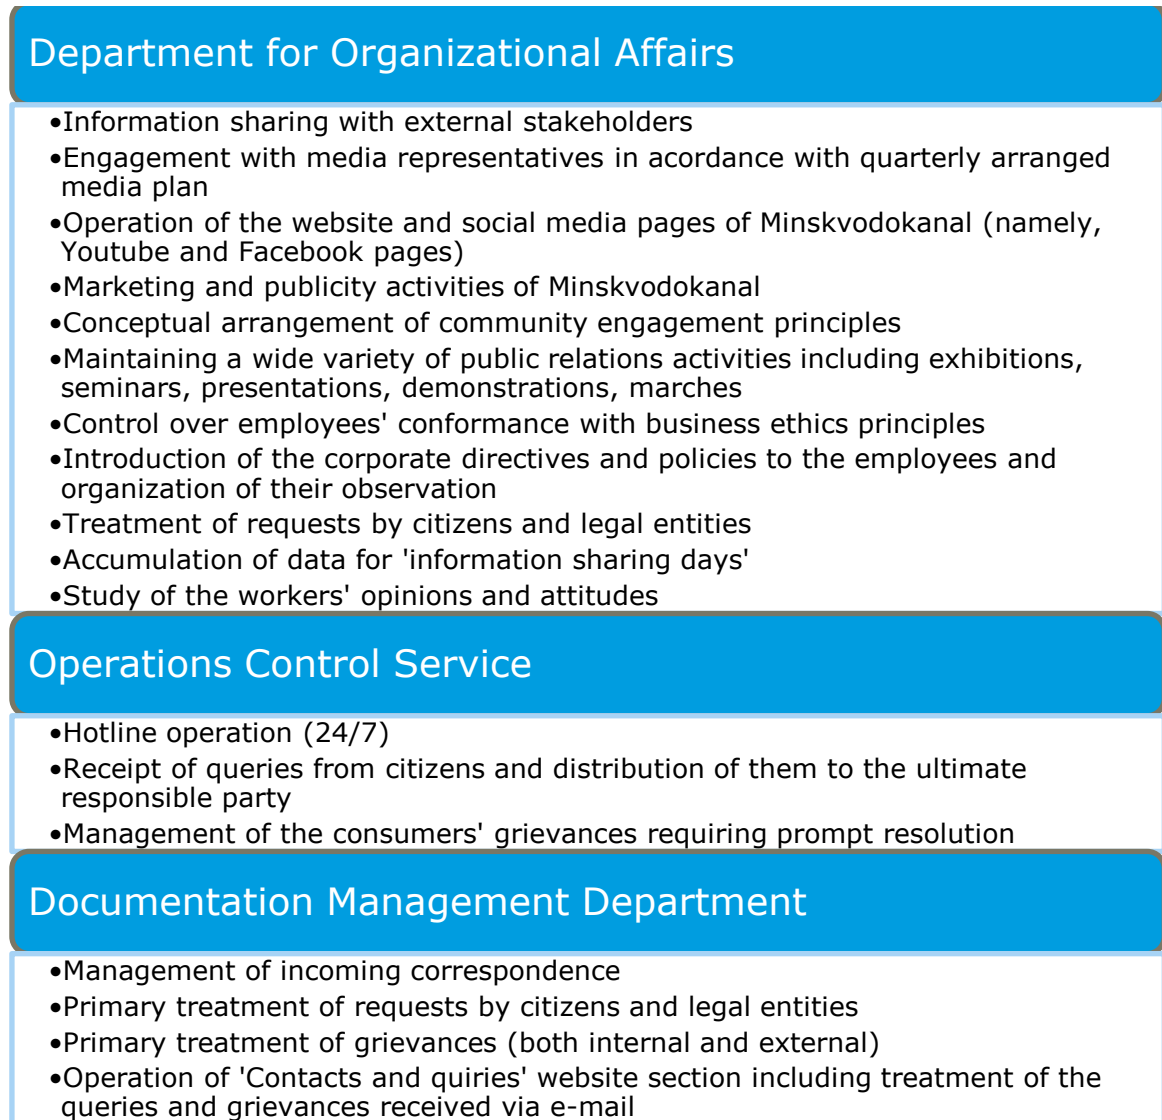 Department for Organizational Affairs
•Information sharing with external stakeholders
•Engagement with media representatives in acordance with quarterly arranged
media plan
•Operation of the website and social media pages of Minskvodokanal (namely,
Youtube and Facebook pages)
•Marketing and publicity activities of Minskvodokanal
•Conceptual arrangement of community engagement principles
•Maintaining a wide variety of public relations activities including exhibitions,
seminars, presentations, demonstrations, marches
•Control over employees' conformance with business ethics principles
•Introduction of the corporate directives and policies to the employees and
organization of their observation
•Treatment of requests by citizens and legal entities
•Accumulation of data for 'information sharing days'
•Study of the workers' opinions and attitudes
Operations Control Service
•Hotline operation (24/7)
•Receipt of queries from citizens and distribution of them to the ultimate
responsible party
•Management of the consumers' grievances requiring prompt resolution
Documentation Management Department
•Management of incoming correspondence
•Primary treatment of requests by citizens and legal entities
•Primary treatment of grievances (both internal and external)
•Operation of 'Contacts and quiries' website section including treatment of the
queries and grievances received via e-mail